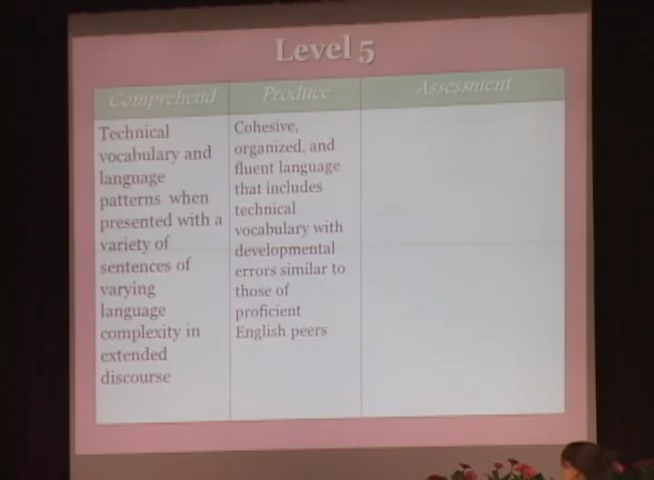 Level 5
Comprehend
Produce
Assessment
Technical
vocabulary and
language
patterns when
presented with a
variety of
sentences of
varying
language
complexity in
extended
discourse
Cohesive,
organized, and
fluent language
that includes
technical
vocabulary with
developmental
errors similar to
those of
proficient
English peers